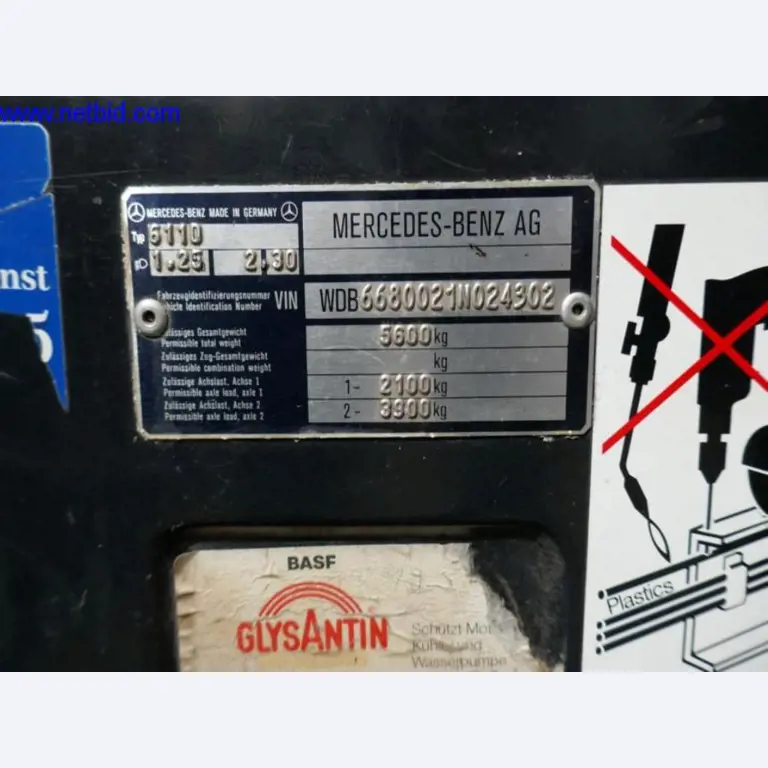 www.netbid.com
nst
5
MERCEDES-BENZ MADE IN GERMANY
Typ 6110
1.25 2.30
MERCEDES-BENZ AG
Fahrzeugidentifizierungsnummer
Vehicle Identification Number VIN WDB6680021N024302
Zulässiges Gesamtgewicht
Permissible total weight 5600kg
Zulässiges Zug-Gesamtgewicht
Permissible combination weight kg
Zulässige Achslast, Achse 1
Permissible axle load, axle 1 1- 2100kg
Zulässige Achslast, Achse 2
Permissible axle load, axle 2 2- 3900kg
Plastics
BASF
GLYSANTIN
Schützt Motor
Kühlung
Wasserpumpe